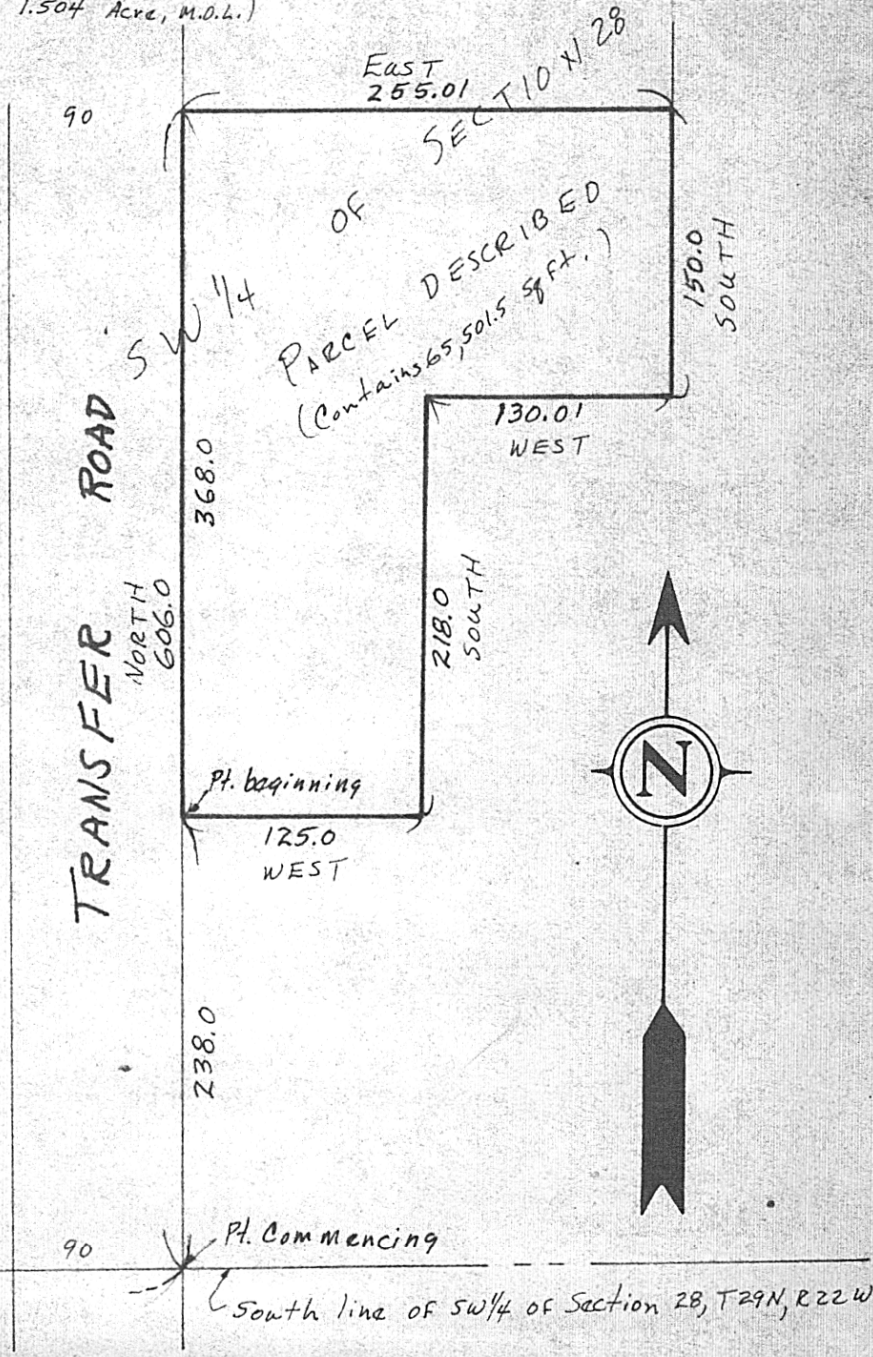 1.504 Acre, M.O.L.)
90
East
255.01
SW 1/4 OF SECTION 28
PARCEL DESCRIBED
(Contains 65,501.5 sq ft.)
150.0
SOUTH
130.01
WEST
368.0
TRANSFER ROAD
NORTH
606.0
218.0
SOUTH
N
Pt. beginning
125.0
WEST
238.0
90
Pt. Commencing
South line of SW 1/4 of Section 28, T29N, R22W